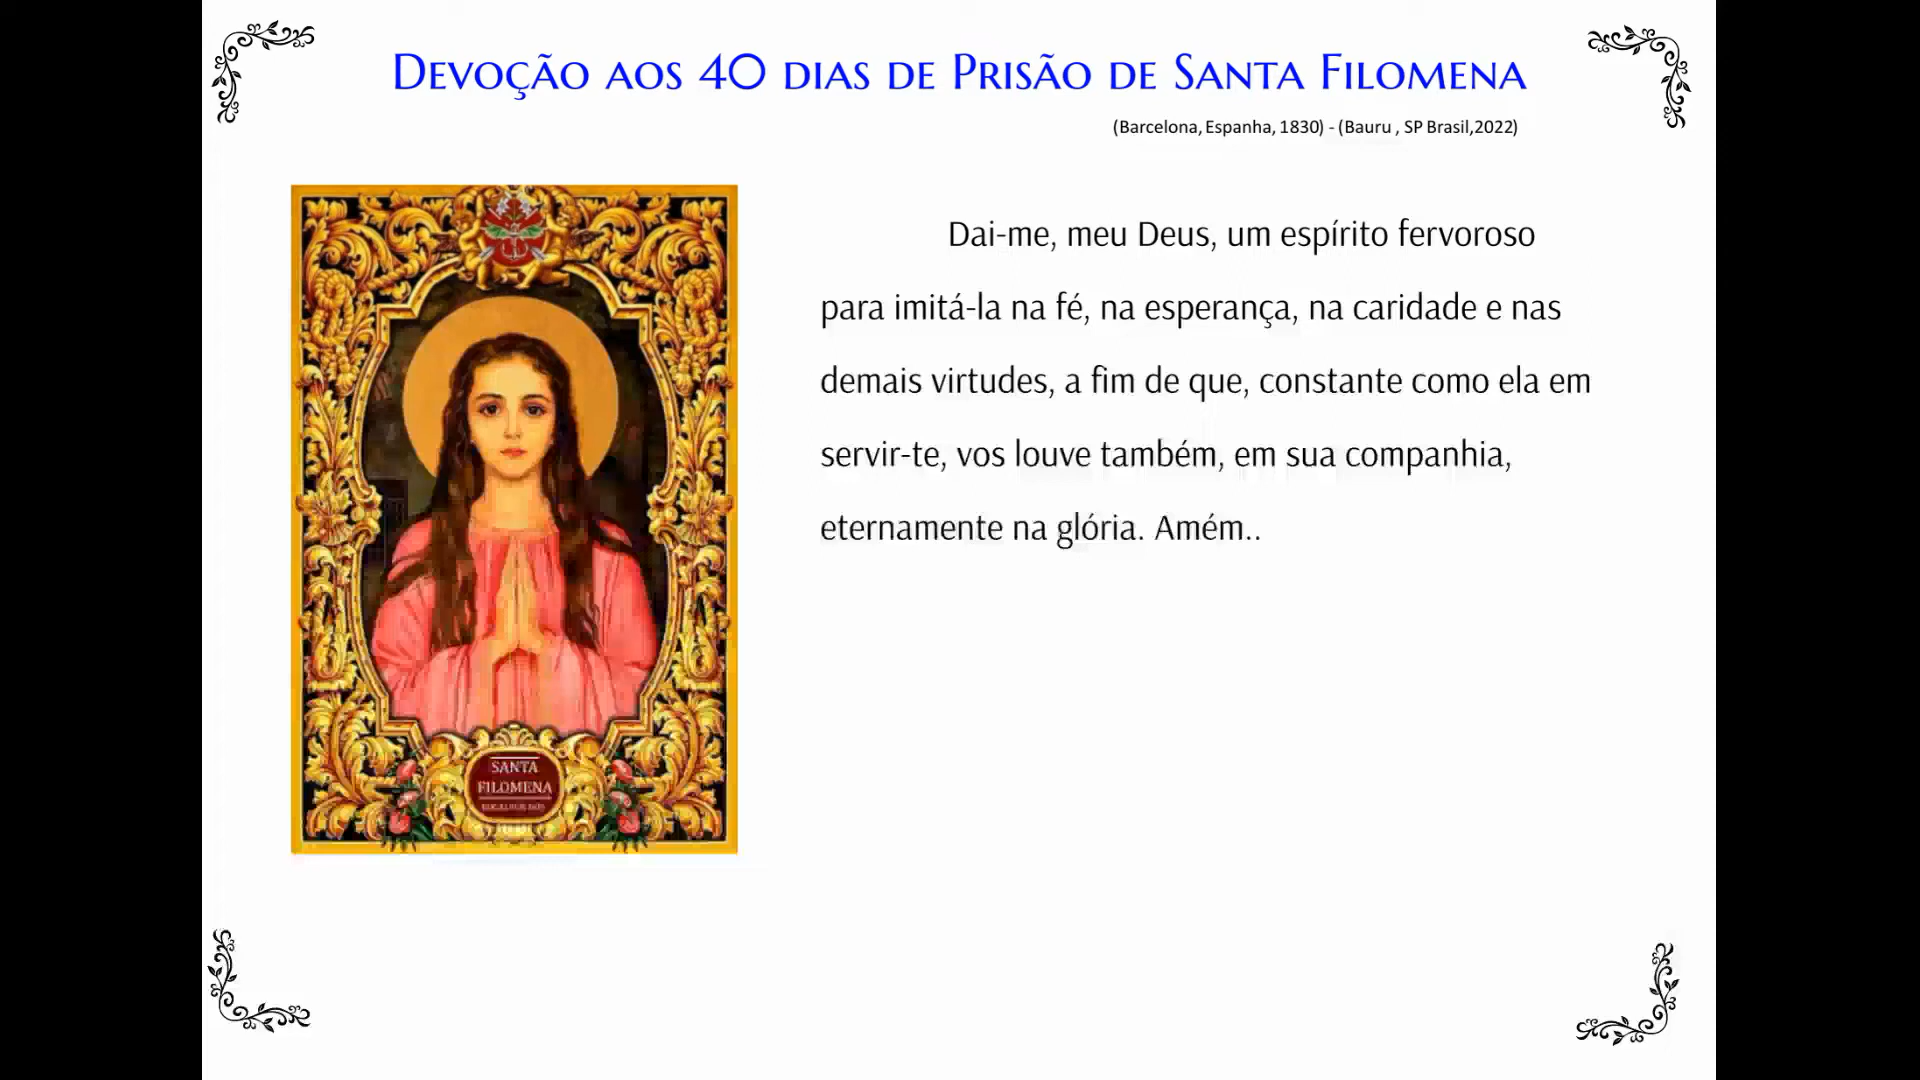 Devoção aos 40 dias de Prisão de Santa Filomena
(Barcelona, Espanha, 1830) - (Bauru , SP Brasil,2022)
Dai-me, meu Deus, um espírito fervoroso
para imitá-la na fé, na esperança, na caridade e nas
demais virtudes, a fim de que, constante como ela em
servir-te, vos louve também, em sua companhia,
eternamente na glória. Amém..
SANTA
FILOMENA